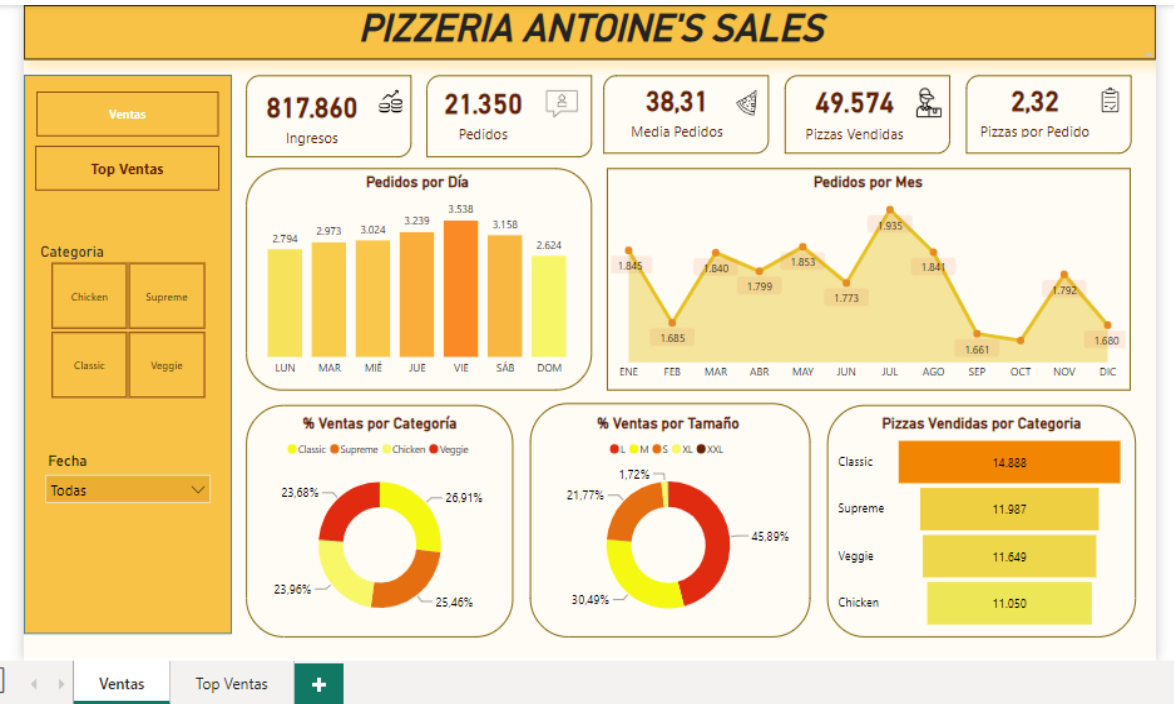 PIZZERIA ANTOINE'S SALES
Ventas
Top Ventas
Categoria
Chicken
Supreme
Classic
Veggie
Fecha
Todas
817.860
Ingresos
21.350
Pedidos
38,31
Media Pedidos
49.574
Pizzas Vendidas
2,32
Pizzas por Pedido
Pedidos por Día
2.794
2.973
3.024
3.239
3.538
3.158
2.624
LUN MAR MIÉ JUE VIE SÁB DOM
Pedidos por Mes
1.845
1.685
1.840
1.799
1.853
1.773
1.935
1.841
1.661
1.792
1.680
ENE FEB MAR ABR MAY JUN JUL AGO SEP OCT NOV DIC
% Ventas por Categoría
Classic Supreme Chicken Veggie
23,68%
26,91%
23,96%
25,46%
% Ventas por Tamaño
L M S XL XXL
1,72%
21,77%
45,89%
30,49%
Pizzas Vendidas por Categoria
Classic 14.888
Supreme 11.987
Veggie 11.649
Chicken 11.050
Ventas
Top Ventas
+